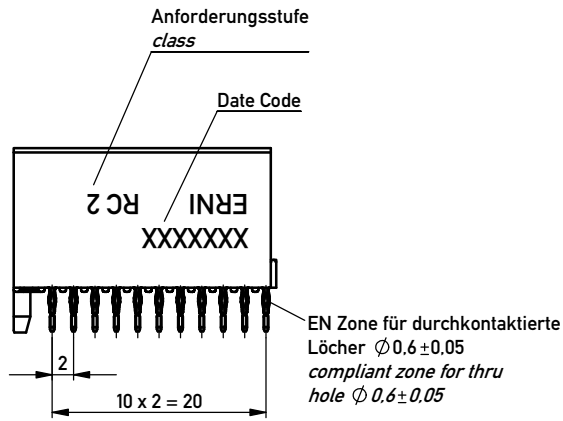 Anforderungsstufe
class
Date Code
RC 2 ERNI
XXXXXXX
EN Zone für durchkontaktierte
Löcher ∅ 0,6±0,05
compliant zone for thru
hole ∅ 0,6±0,05
2
10 x 2 = 20